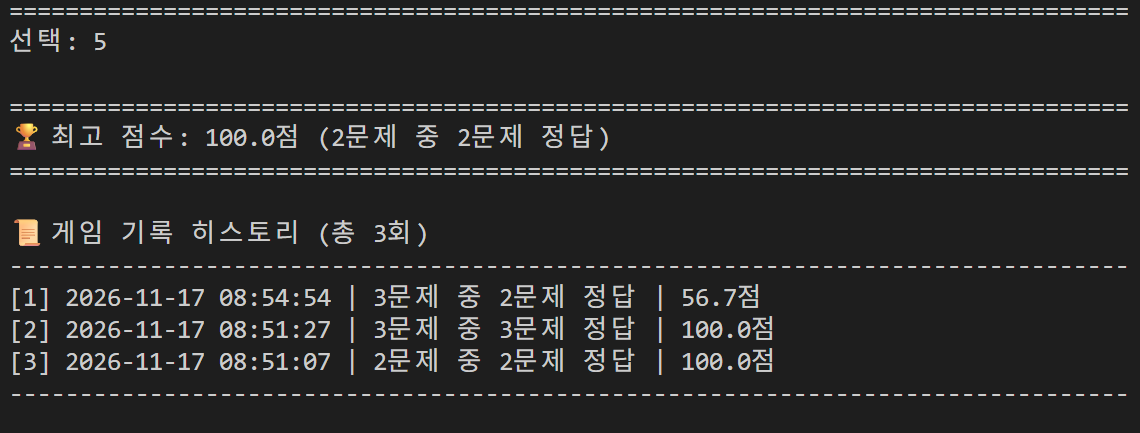 ================================================================================
선택: 5
================================================================================
🏆 최고 점수: 100.0점 (2문제 중 2문제 정답)
================================================================================
📜 게임 기록 히스토리 (총 3회)
--------------------------------------------------------------------------------
[1] 2026-11-17 08:54:54 | 3문제 중 2문제 정답 | 56.7점
[2] 2026-11-17 08:51:27 | 3문제 중 3문제 정답 | 100.0점
[3] 2026-11-17 08:51:07 | 2문제 중 2문제 정답 | 100.0점
--------------------------------------------------------------------------------